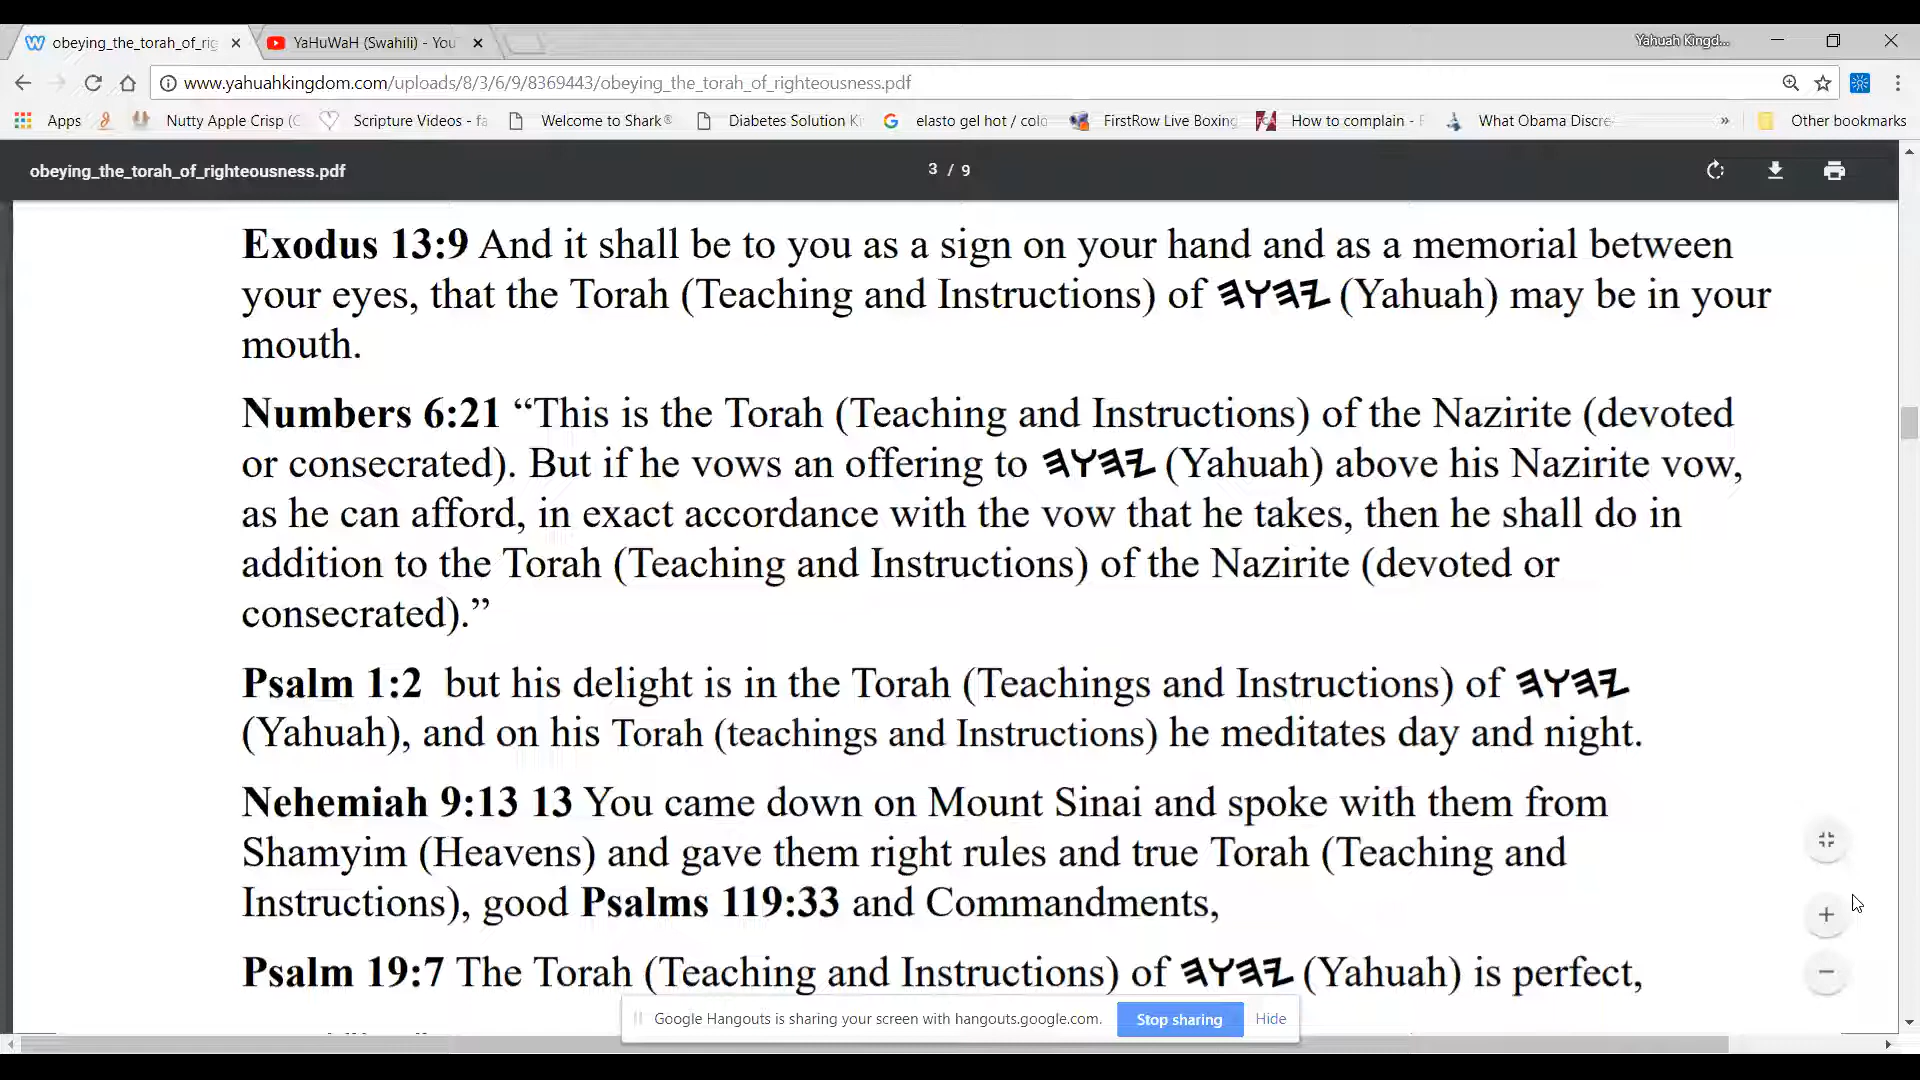 obeying_the_torah_of_rig
YaHuWaH (Swahili) - You
Yahuah Kingd...
www.yahuahkingdom.com/uploads/8/3/6/9/8369443/obeying_the_torah_of_righteousness.pdf
Apps Nutty Apple Crisp (C Scripture Videos - fa Welcome to Shark® Diabetes Solution Ki elasto gel hot / cold FirstRow Live Boxing How to complain - F What Obama Discre » Other bookmarks
obeying_the_torah_of_righteousness.pdf 3 / 9
Exodus 13:9 And it shall be to you as a sign on your hand and as a memorial between
your eyes, that the Torah (Teaching and Instructions) of 𐤉𐤄𐤅𐤄 (Yahuah) may be in your
mouth.
Numbers 6:21 “This is the Torah (Teaching and Instructions) of the Nazirite (devoted
or consecrated). But if he vows an offering to 𐤉𐤄𐤅𐤄 (Yahuah) above his Nazirite vow,
as he can afford, in exact accordance with the vow that he takes, then he shall do in
addition to the Torah (Teaching and Instructions) of the Nazirite (devoted or
consecrated).”
Psalm 1:2 but his delight is in the Torah (Teachings and Instructions) of 𐤉𐤄𐤅𐤄
(Yahuah), and on his Torah (teachings and Instructions) he meditates day and night.
Nehemiah 9:13 13 You came down on Mount Sinai and spoke with them from
Shamyim (Heavens) and gave them right rules and true Torah (Teaching and
Instructions), good Psalms 119:33 and Commandments,
Psalm 19:7 The Torah (Teaching and Instructions) of 𐤉𐤄𐤅𐤄 (Yahuah) is perfect,
Google Hangouts is sharing your screen with hangouts.google.com. Stop sharing Hide